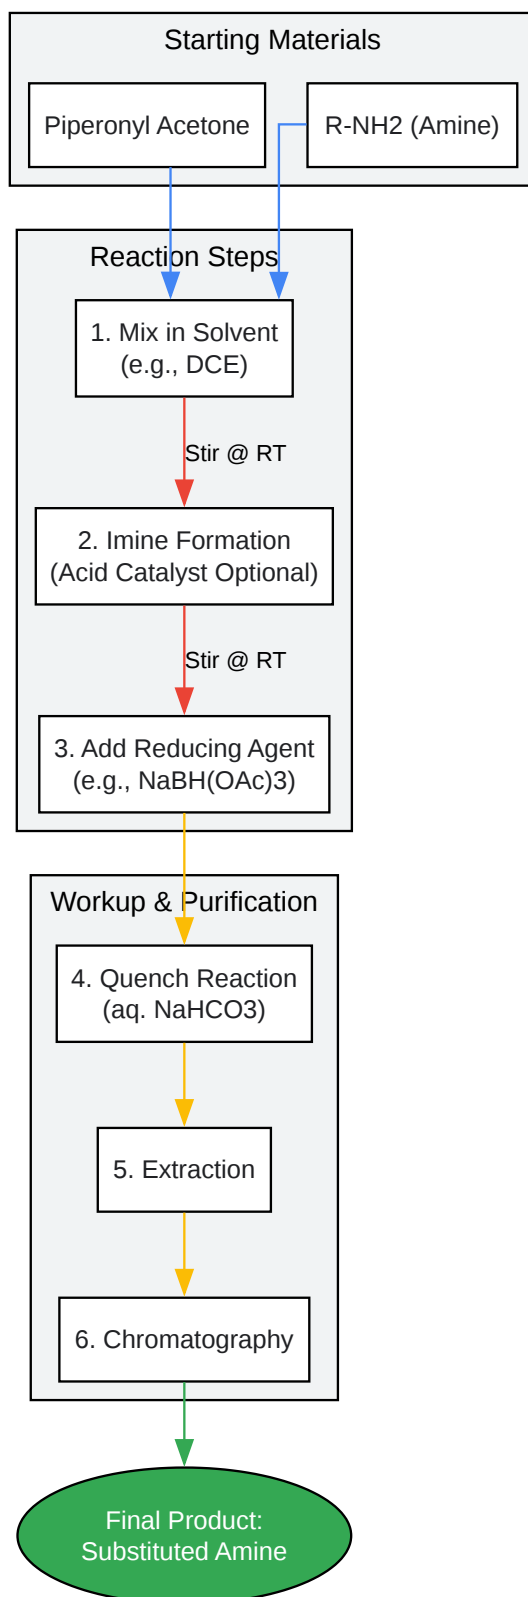 Starting Materials
Piperonyl Acetone
R-NH2 (Amine)
Reaction Steps
1. Mix in Solvent
(e.g., DCE)
Stir @ RT
2. Imine Formation
(Acid Catalyst Optional)
Stir @ RT
3. Add Reducing Agent
(e.g., NaBH(OAc)3)
Workup & Purification
4. Quench Reaction
(aq. NaHCO3)
5. Extraction
6. Chromatography
Final Product:
Substituted Amine